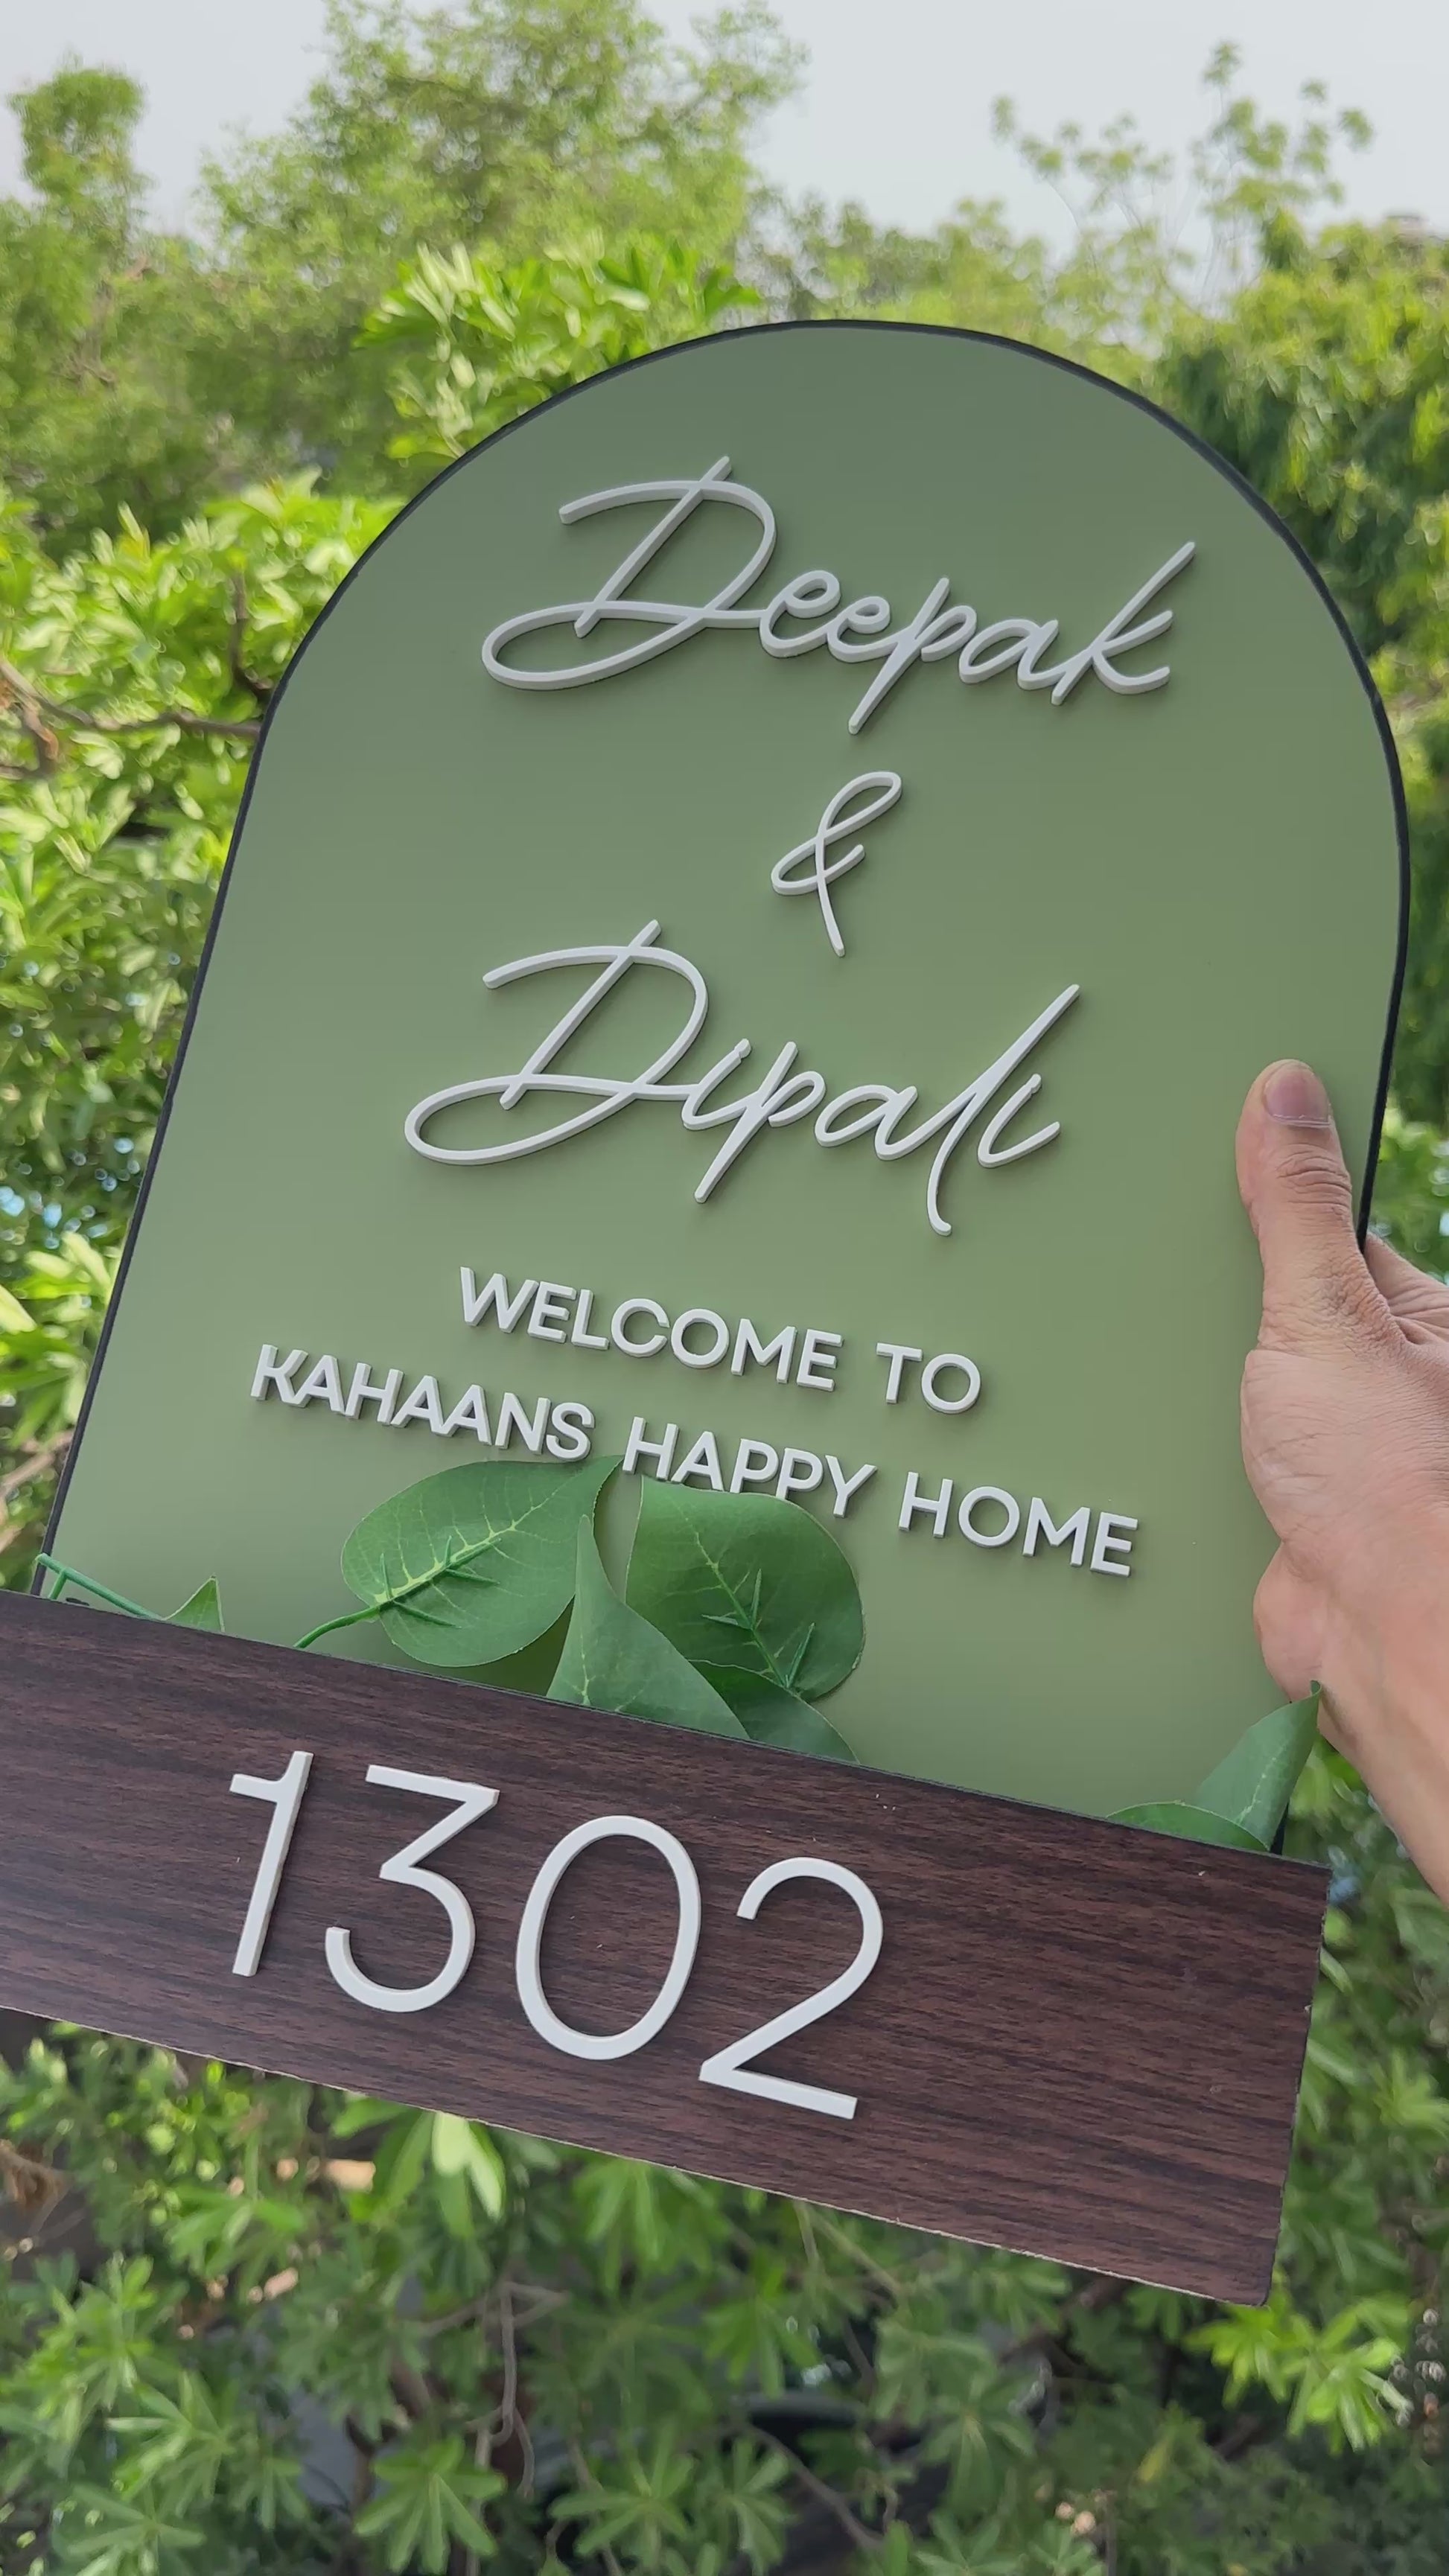 Deepak
&
Dipali
WELCOME TO
KAHAANS HAPPY HOME
1302